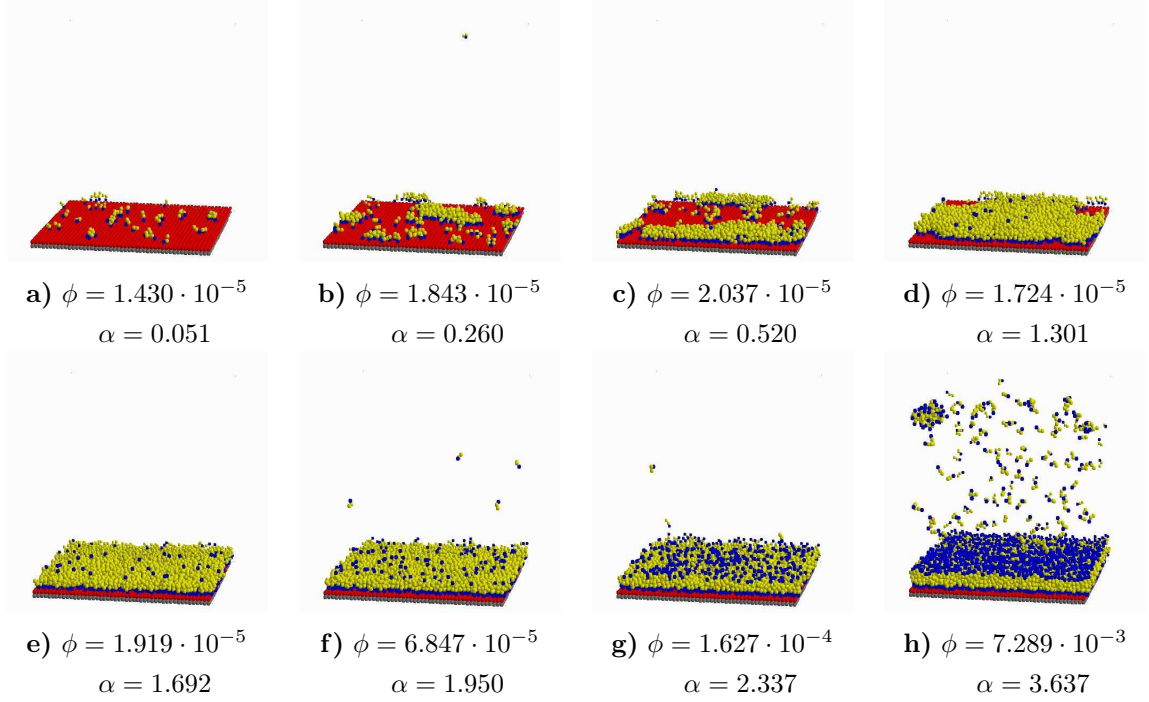 a) ϕ = 1.430 · 10⁻⁵ b) ϕ = 1.843 · 10⁻⁵ c) ϕ = 2.037 · 10⁻⁵ d) ϕ = 1.724 · 10⁻⁵
α = 0.051 α = 0.260 α = 0.520 α = 1.301
e) ϕ = 1.919 · 10⁻⁵ f) ϕ = 6.847 · 10⁻⁵ g) ϕ = 1.627 · 10⁻⁴ h) ϕ = 7.289 · 10⁻³
α = 1.692 α = 1.950 α = 2.337 α = 3.637